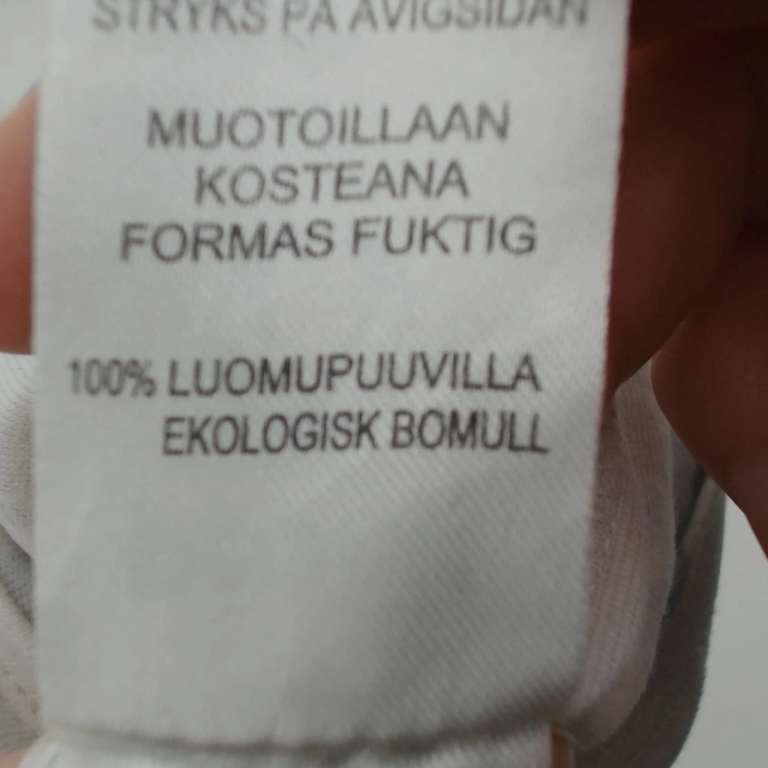 STRYKS PÅ AVIGSIDAN
MUOTOILLAAN
KOSTEANA
FORMAS FUKTIG
100% LUOMUPUUVILLA
EKOLOGISK BOMULL